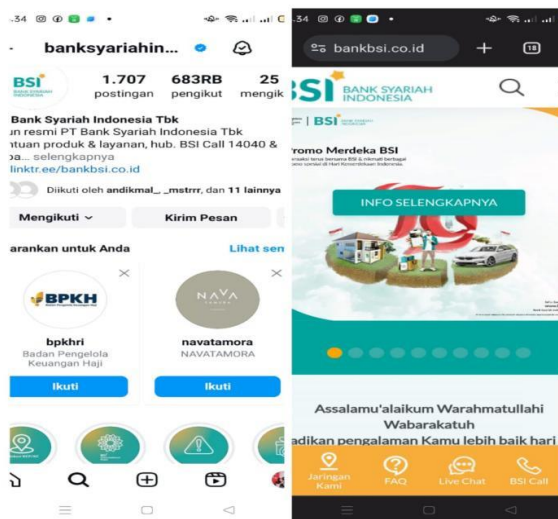 .34
banksyariahin...
BSI
1.707
683RB
25
postingan
pengikut
mengik
Bank Syariah Indonesia Tbk
un resmi PT Bank Syariah Indonesia Tbk
ntuan produk & layanan, hub. BSI Call 14040 &
selengkapnya
linktr.ee/bankbsi.co.id
Diikuti oleh andikmal_, _mstrrr, dan 11 lainnya
Mengikuti
Kirim Pesan
arankan untuk Anda
Lihat sem
BPKH
NAVA
bpkhri
navatamora
Badan Pengelola
Keuangan Haji
NAVATAMORA
Ikuti
Ikuti
.34
bankbsi.co.id
18
BSI
BANK SYARIAH
INDONESIA
BSI
romo Merdeka BSI
INFO SELENGKAPNYA
Assalamu'alaikum Warahmatullahi
Wabarakatuh
adikan pengalaman Kamu lebih baik hari
Jaringan
Kami
FAQ
Live Chat
BSI Call